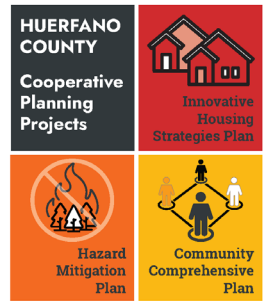 HUERFANO
COUNTY
Cooperative
Planning
Projects
Innovative
Housing
Strategies Plan
Hazard
Mitigation
Plan
Community
Comprehensive
Plan